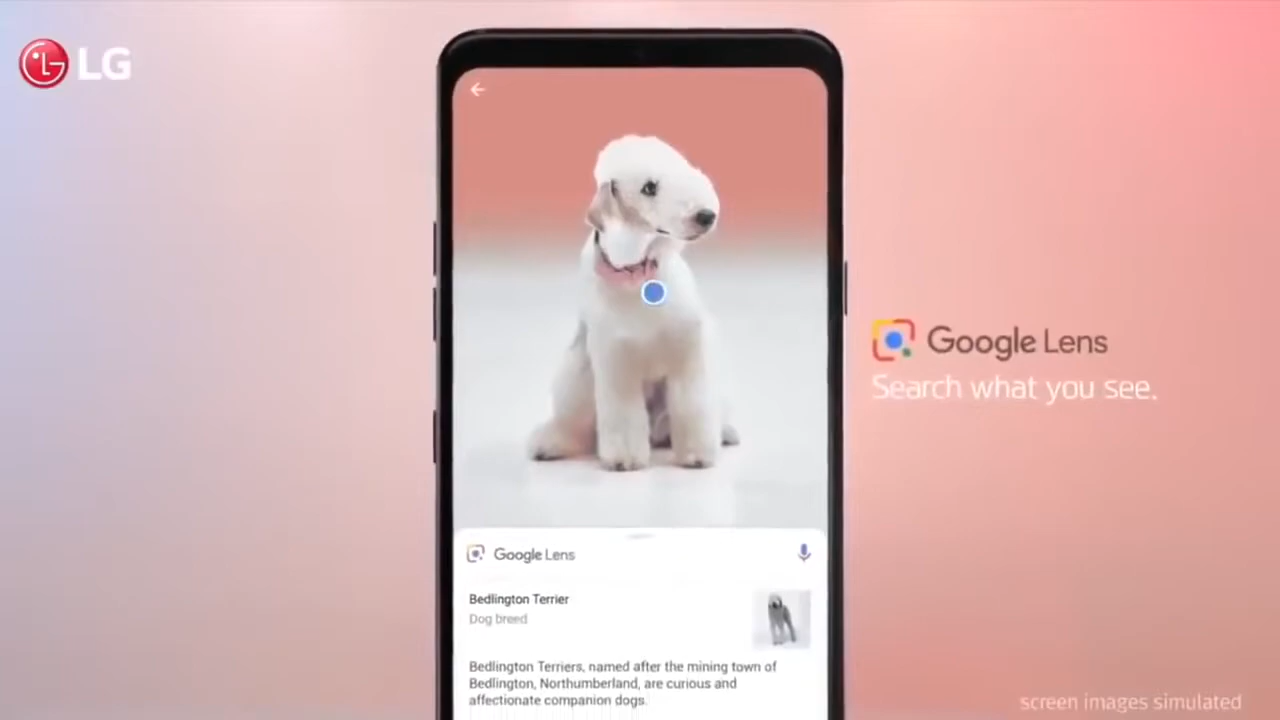 LG
Google Lens
Search what you see.
Google Lens
Bedlington Terrier
Dog breed
Bedlington Terriers, named after the mining town of
Bedlington, Northumberland, are curious and
affectionate companion dogs.
screen images simulated